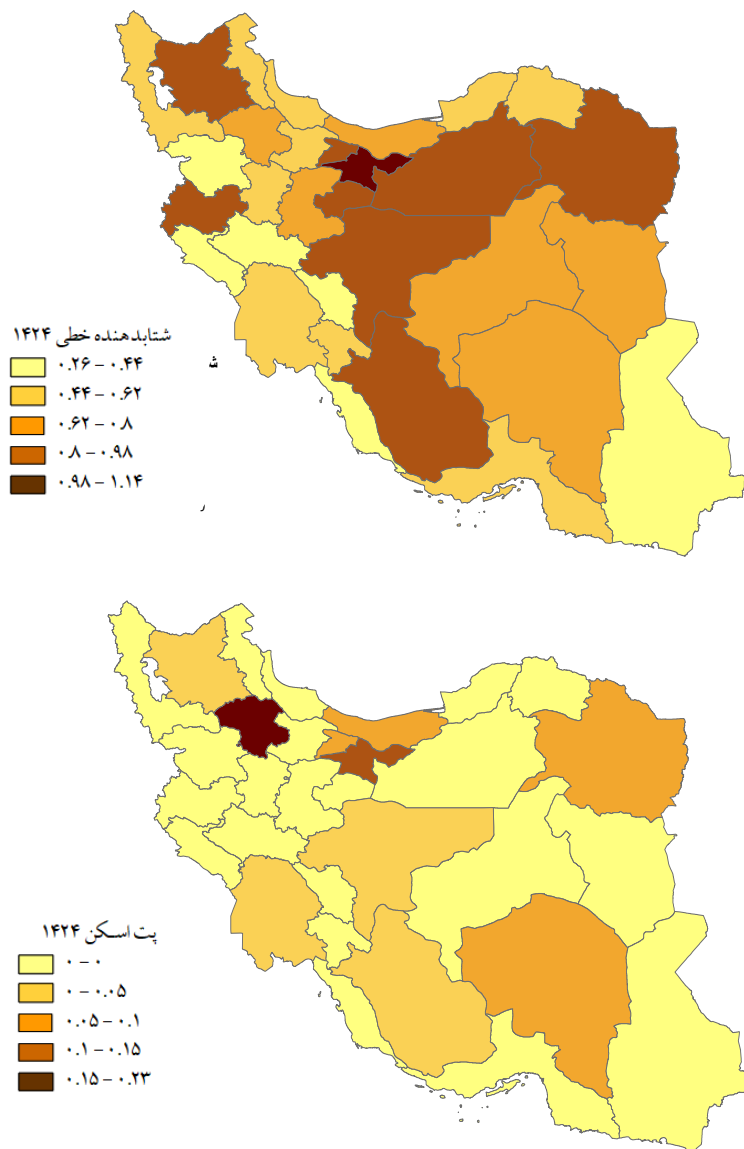 شتابدهنده خطی ۱۴۲۴
۰.۲۶ – ۰.۴۴
۰.۴۴ – ۰.۶۲
۰.۶۲ – ۰.۸
۰.۸ – ۰.۹۸
۰.۹۸ – ۱.۱۴
پت اسکن ۱۴۲۴
۰ – ۰
۰ – ۰.۰۵
۰.۰۵ – ۰.۱
۰.۱ – ۰.۱۵
۰.۱۵ – ۰.۲۳